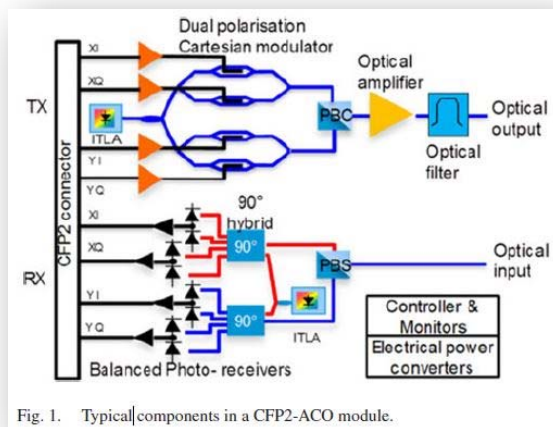 Dual polarisation
Cartesian modulator
Optical
amplifier
XI
XQ
TX
ITLA
PBC
Optical
output
Optical
filter
YI
YQ
CFP2 connector
90°
hybrid
XI
90°
XQ
Optical
input
PBS
RX
YI
90°
ITLA
YQ
Controller &
Monitors
Electrical power
converters
Balanced Photo- receivers
Fig. 1. Typical components in a CFP2-ACO module.